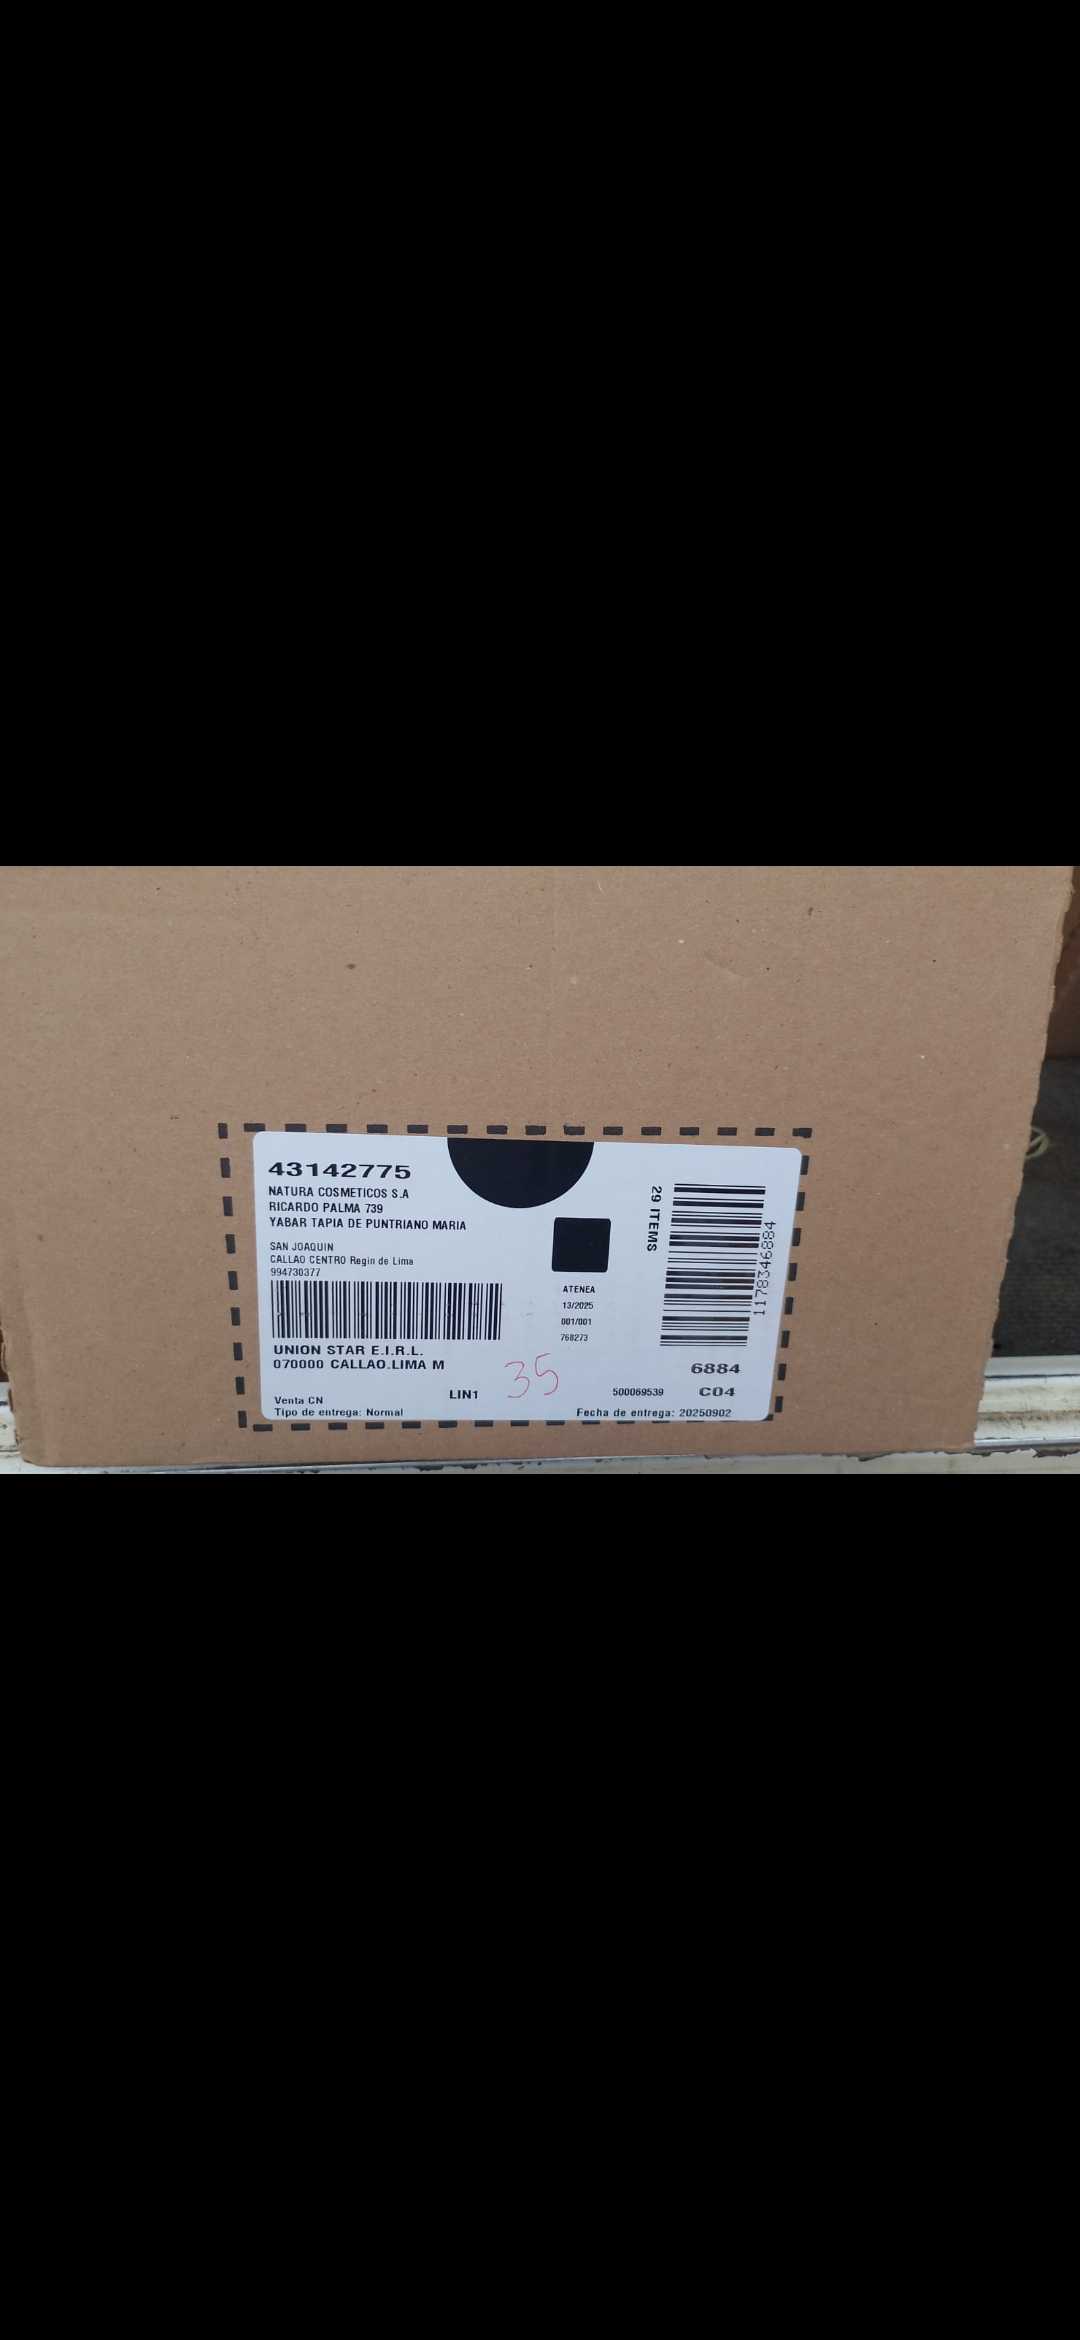 43142775
NATURA COSMETICOS S.A
RICARDO PALMA 739
YABAR TAPIA DE PUNTRIANO MARIA
SAN JOAQUIN
CALLAO CENTRO Regin de Lima
994730377
UNION STAR E.I.R.L.
070000 CALLAO.LIMA M
LIN1
35
Venta CN
Tipo de entrega: Normal
ATENEA
13/2025
001/001
768273
29 ITEMS
1178346884
6884
500069539 C04
Fecha de entrega: 20250902